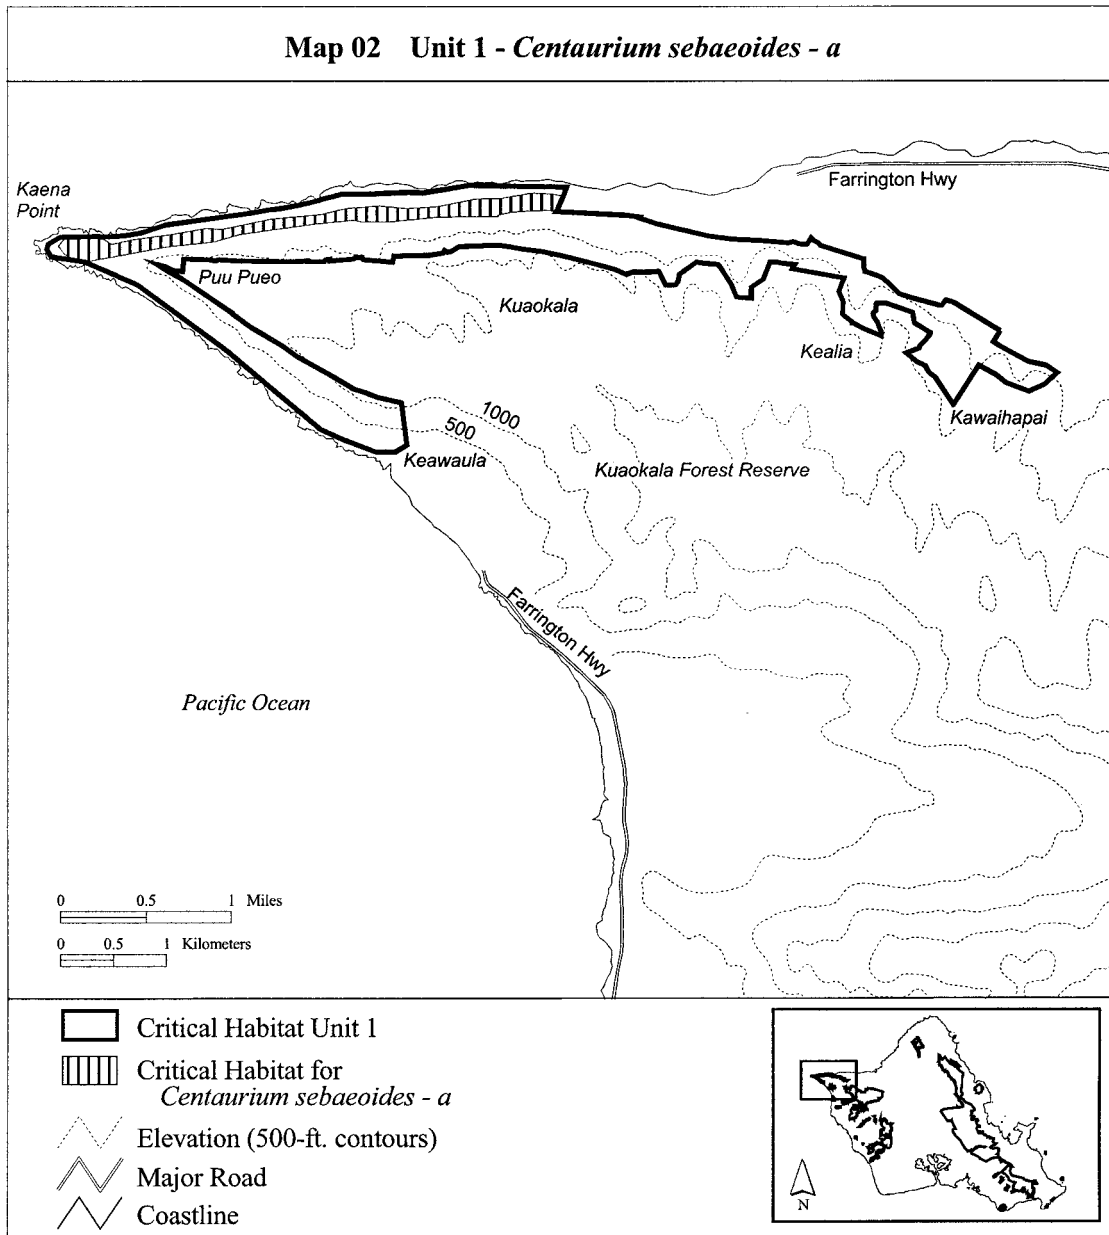 Map 02 Unit 1 - Centaurium sebaeoides - a
Farrington Hwy
Kaena
Point
Puu Pueo
Kuaokala
Kealia
Kawaihapai
1000
500
Keawaula
Kuaokala Forest Reserve
Farrington Hwy
Pacific Ocean
0 0.5 1 Miles
0 0.5 1 Kilometers
Critical Habitat Unit 1
Critical Habitat for
Centaurium sebaeoides - a
Elevation (500-ft. contours)
Major Road
Coastline
N